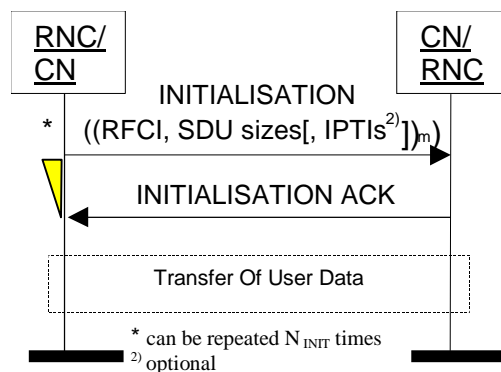 RNC/
CN
CN/
RNC
INITIALISATION
* ((RFCI, SDU sizes[, IPTIs2)])m)
INITIALISATION ACK
Transfer Of User Data
* can be repeated N INIT times
2) optional